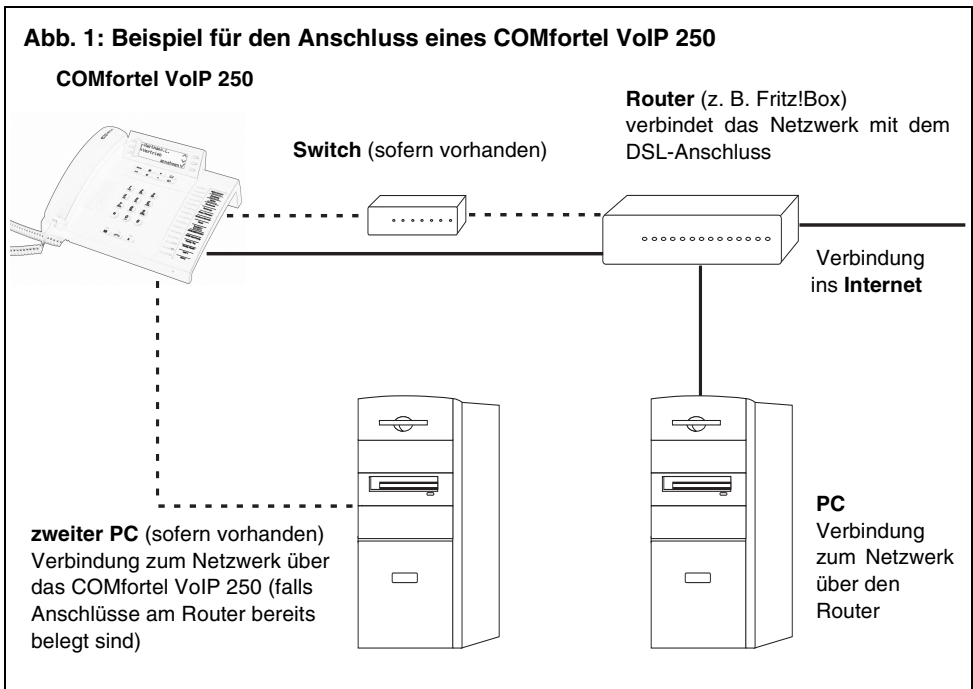 Abb. 1: Beispiel für den Anschluss eines COMfortel VoIP 250
COMfortel VoIP 250
Router (z. B. Fritz!Box)
verbindet das Netzwerk mit dem
DSL-Anschluss
Switch (sofern vorhanden)
Verbindung
ins Internet
zweiter PC (sofern vorhanden)
Verbindung zum Netzwerk über
das COMfortel VoIP 250 (falls
Anschlüsse am Router bereits
belegt sind)
PC
Verbindung
zum Netzwerk
über den
Router